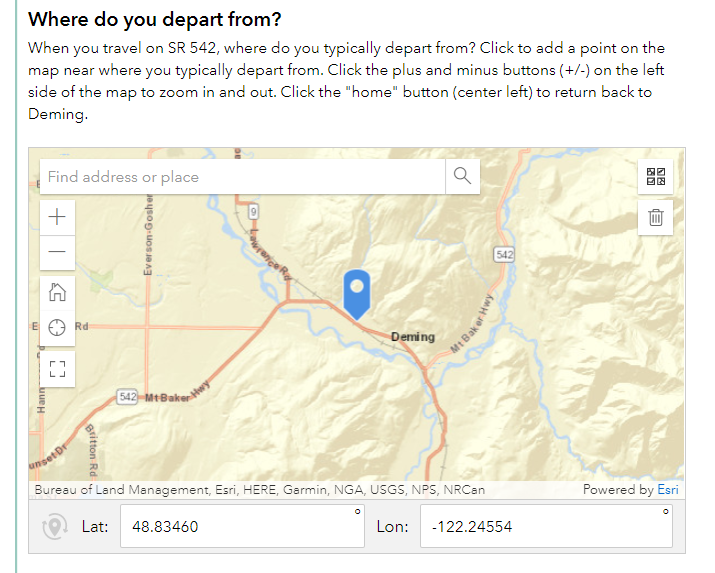 Where do you depart from?
When you travel on SR 542, where do you typically depart from? Click to add a point on the
map near where you typically depart from. Click the plus and minus buttons (+/-) on the left
side of the map to zoom in and out. Click the "home" button (center left) to return back to
Deming.
Find address or place
9
Everson-Goshen
Lawrence Rd
542
E
Rd
Deming
Mt Baker Hwy
542 Mt Baker Hwy
Britton Rd
Bureau of Land Management, Esri, HERE, Garmin, NGA, USGS, NPS, NRCan
Powered by Esri
Lat: 48.83460 °
Lon: -122.24554 °